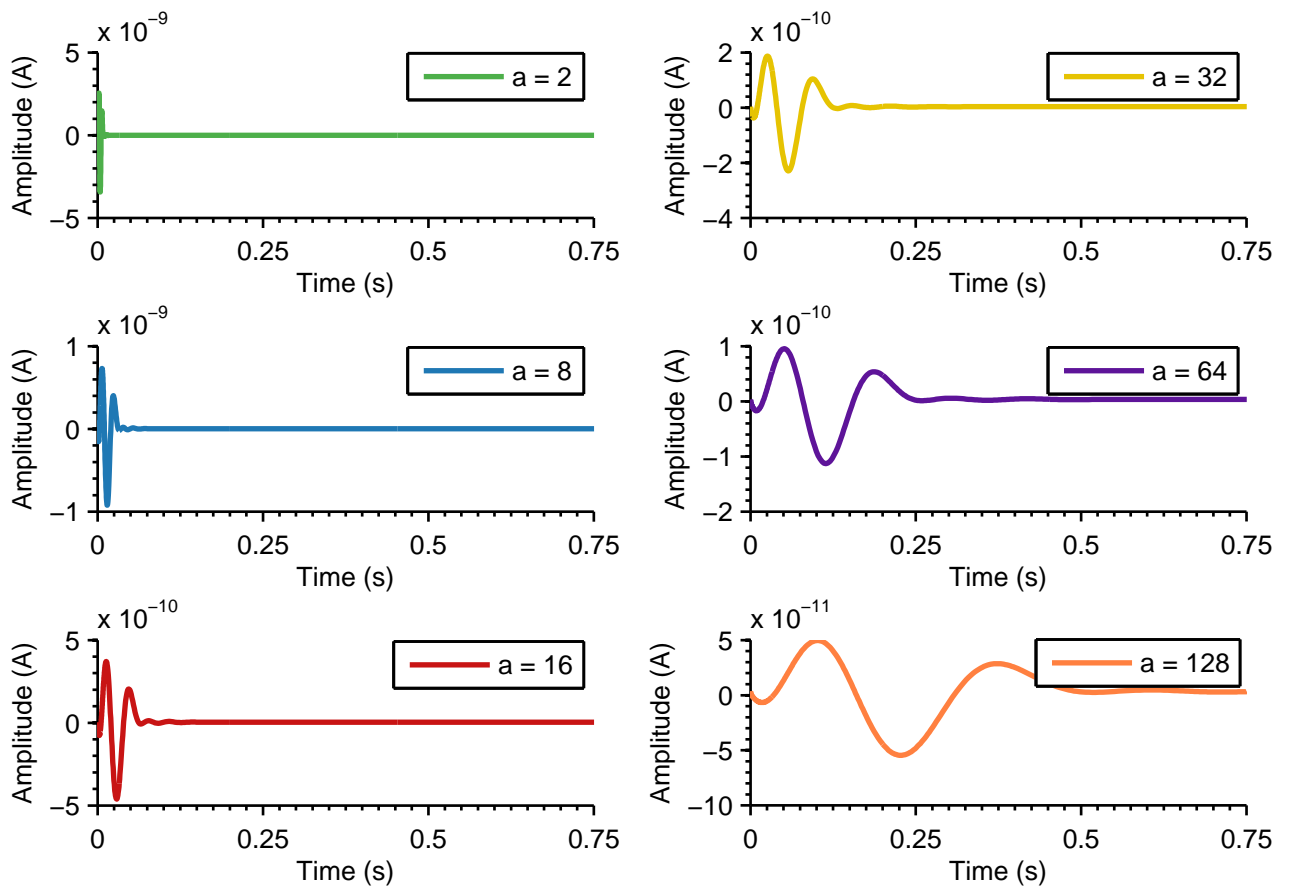 x 10⁻⁹
Amplitude (A)
5
0
−5
a = 2
0 0.25 0.5 0.75
Time (s)
x 10⁻¹⁰
Amplitude (A)
2
0
−2
−4
a = 32
0 0.25 0.5 0.75
Time (s)
x 10⁻⁹
Amplitude (A)
1
0
−1
a = 8
0 0.25 0.5 0.75
Time (s)
x 10⁻¹⁰
Amplitude (A)
1
0
−1
−2
a = 64
0 0.25 0.5 0.75
Time (s)
x 10⁻¹⁰
Amplitude (A)
5
0
−5
a = 16
0 0.25 0.5 0.75
Time (s)
x 10⁻¹¹
Amplitude (A)
5
0
−5
−10
a = 128
0 0.25 0.5 0.75
Time (s)